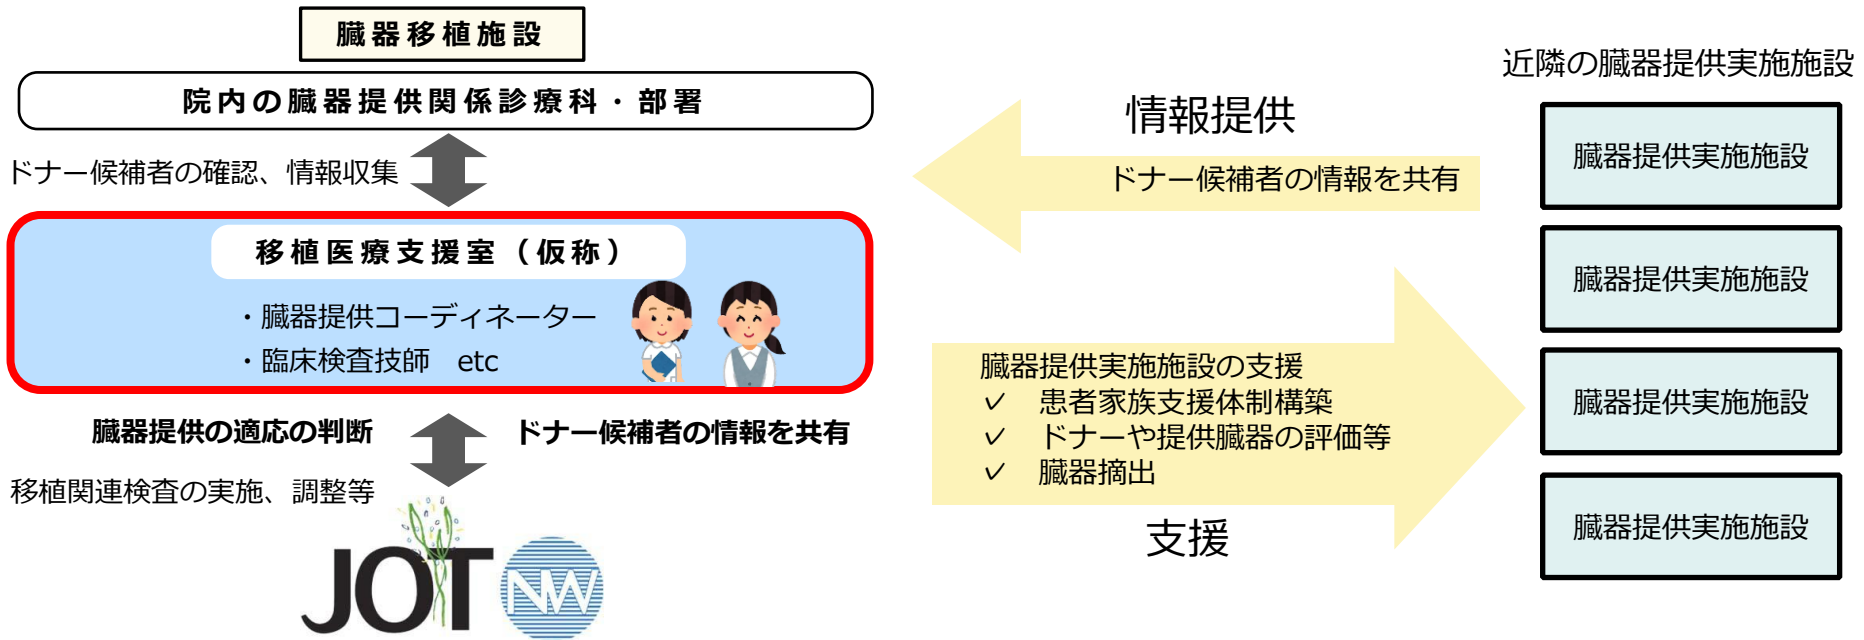 臓器移植施設
院内の臓器提供関係診療科・部署
ドナー候補者の確認、情報収集
移植医療支援室（仮称）
・臓器提供コーディネーター
・臨床検査技師　etc
臓器提供の適応の判断
ドナー候補者の情報を共有
移植関連検査の実施、調整等
JOT
NW
情報提供
ドナー候補者の情報を共有
臓器提供実施施設の支援
✓　患者家族支援体制構築
✓　ドナーや提供臓器の評価等
✓　臓器摘出
支援
近隣の臓器提供実施施設
臓器提供実施施設
臓器提供実施施設
臓器提供実施施設
臓器提供実施施設